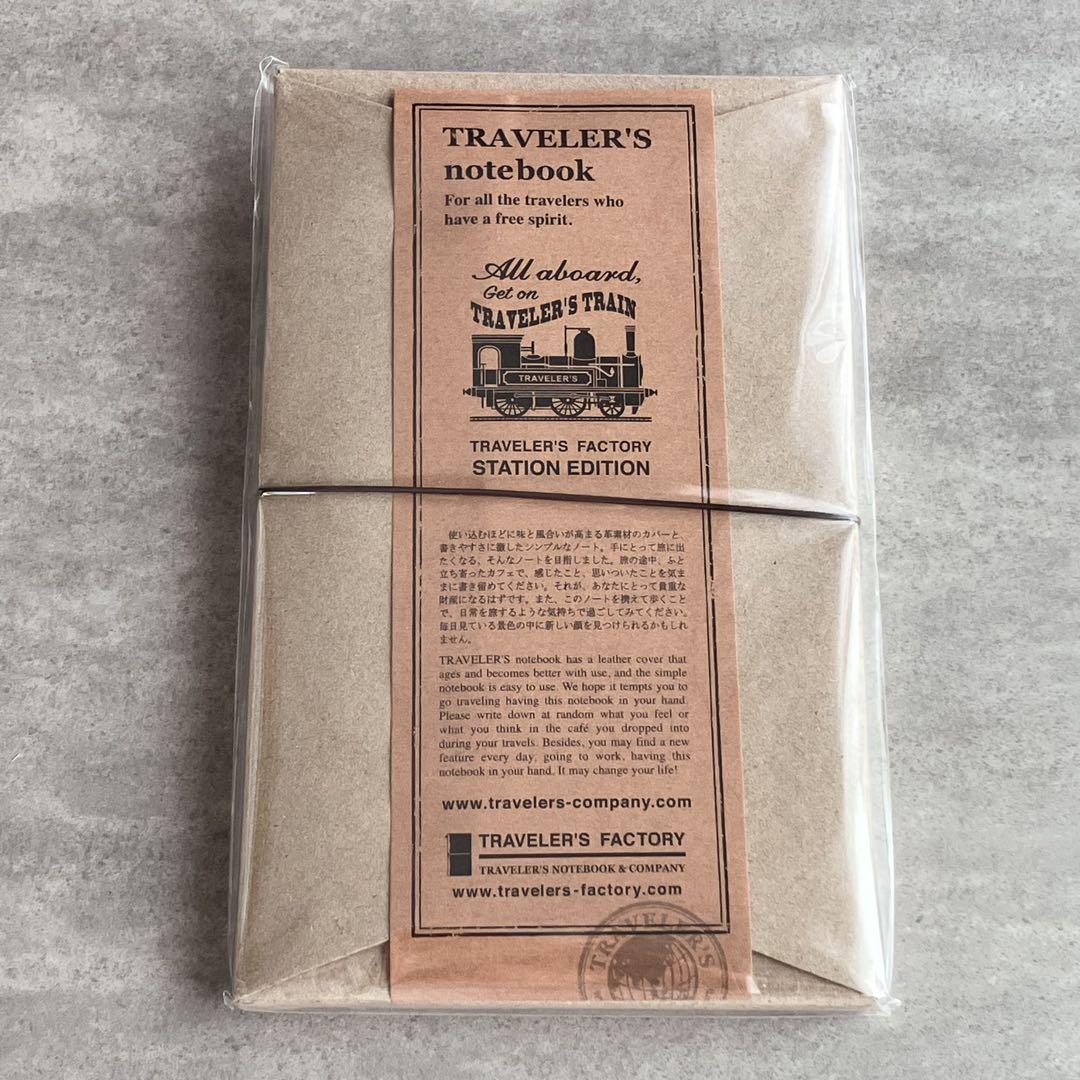 TRAVELER'S
notebook
For all the travelers who
have a free spirit.
All aboard,
Get on
TRAVELER'S TRAIN
TRAVELER'S
TRAVELER'S FACTORY
STATION EDITION
使い込むほどに味と風合いが高まる革素材のカバーと、
書きやすさに徹したシンプルなノート。手にとって旅に出
たくなる、そんなノートを目指しました。旅の途中、ふと
立ち寄ったカフェで、感じたこと、思いついたことを気ま
まに書き留めてください。それが、あなたにとって貴重な
財産になるはずです。また、このノートを携えて歩くこと
で、日常を旅するような気持ちで過ごしてみてください。
毎日見ている景色の中に新しい顔を見つけられるかもしれ
ません。
TRAVELER'S notebook has a leather cover that
ages and becomes better with use, and the simple
notebook is easy to use. We hope it tempts you to
go traveling having this notebook in your hand.
Please write down at random what you feel or
what you think in the café you dropped into
during your travels. Besides, you may find a new
feature every day, going to work, having this
notebook in your hand. It may change your life!
www.travelers-company.com
TRAVELER'S FACTORY
TRAVELER'S NOTEBOOK & COMPANY
www.travelers-factory.com
TRAVELER'S